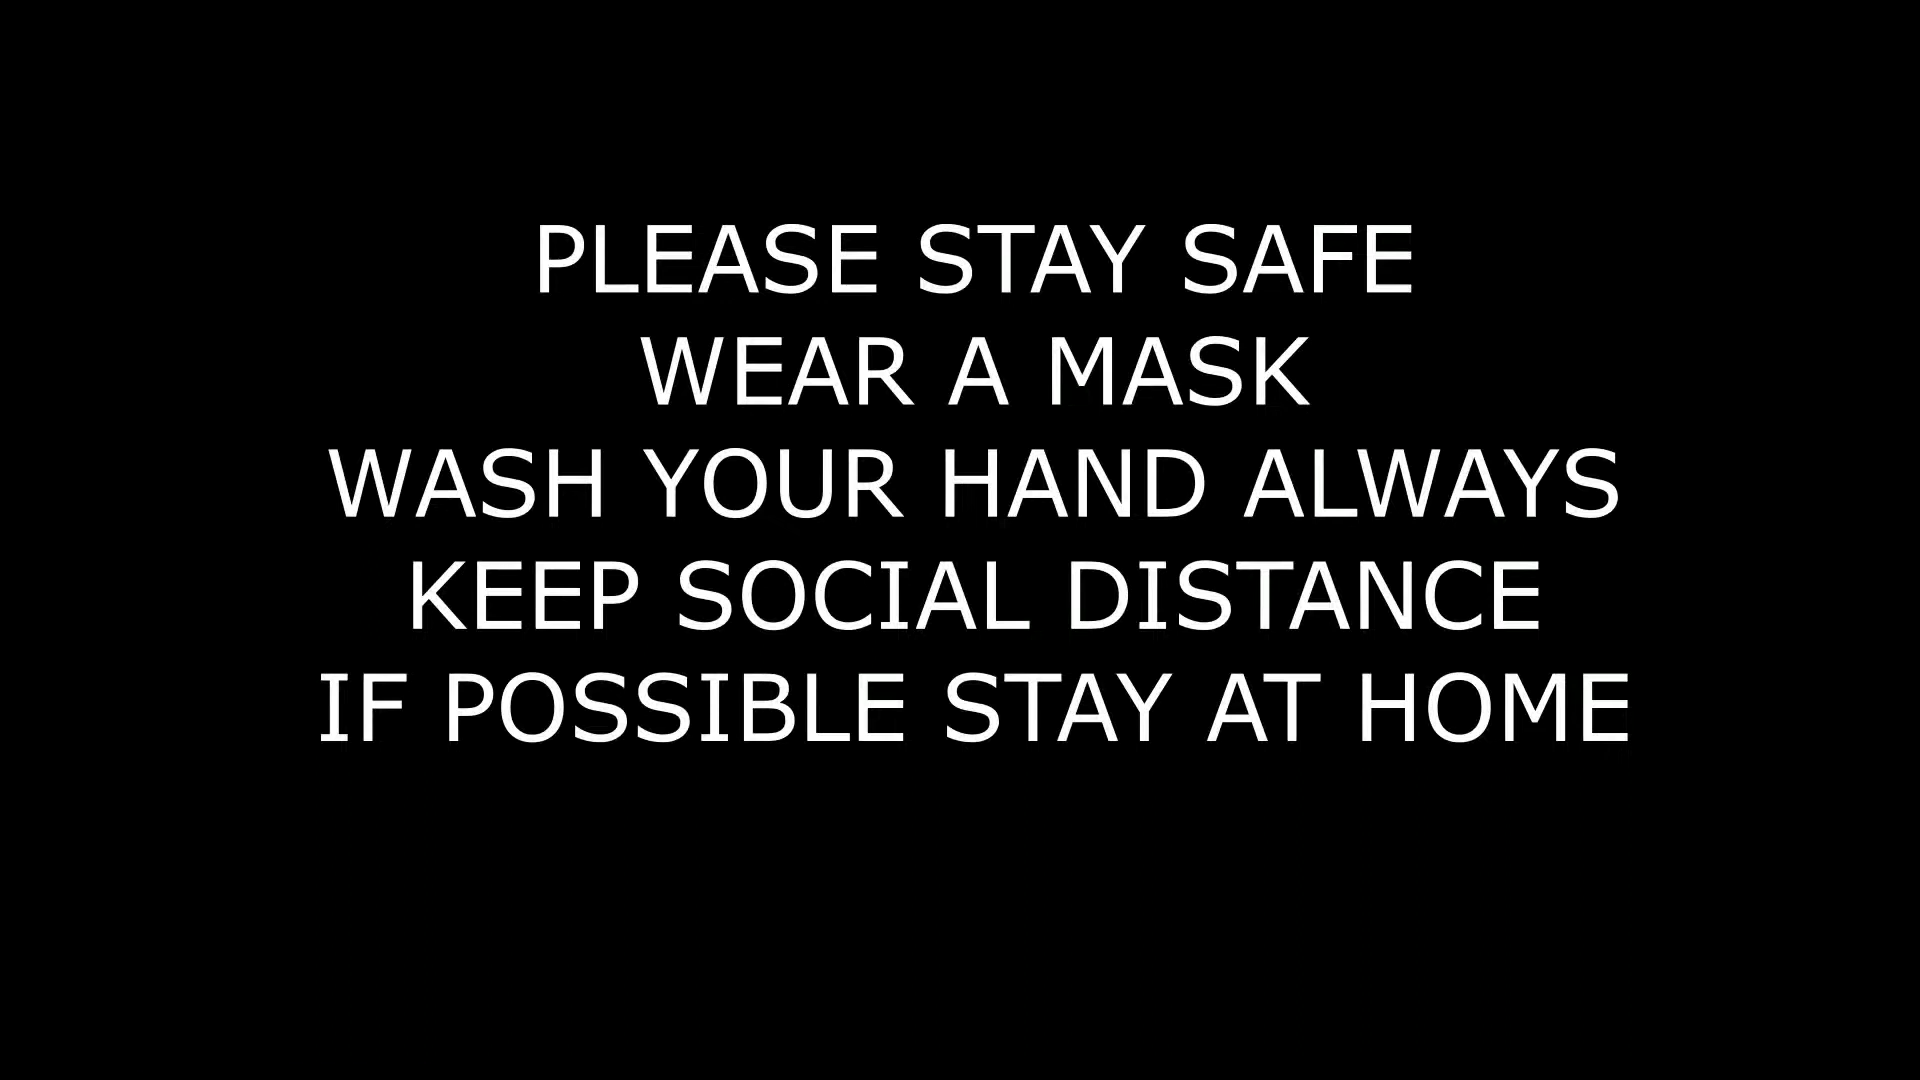 PLEASE STAY SAFE
WEAR A MASK
WASH YOUR HAND ALWAYS
KEEP SOCIAL DISTANCE
IF POSSIBLE STAY AT HOME